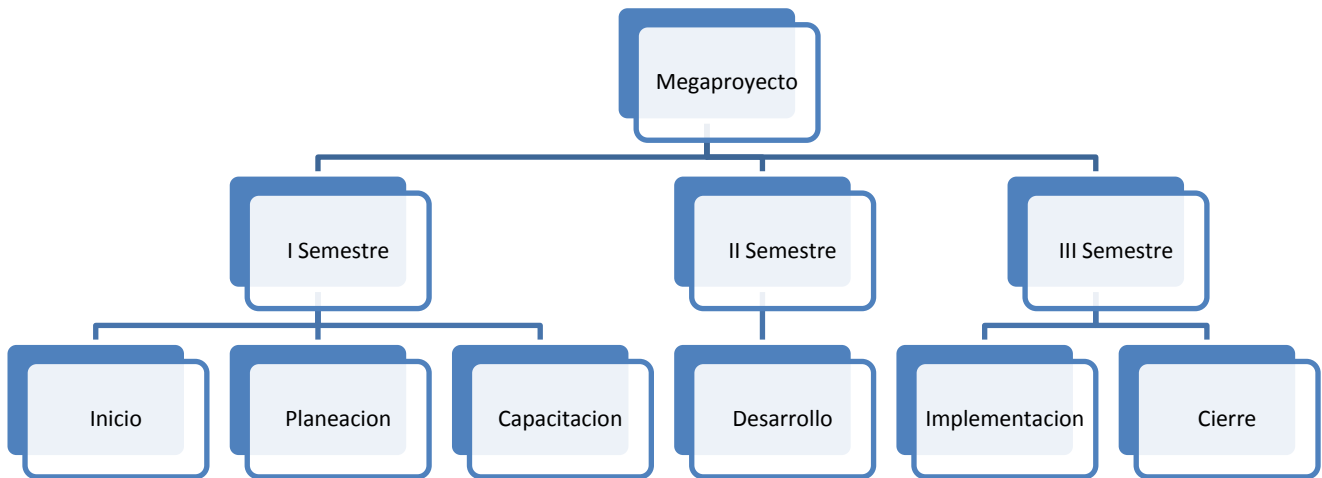 Megaproyecto
I Semestre
II Semestre
III Semestre
Inicio
Planeacion
Capacitacion
Desarrollo
Implementacion
Cierre